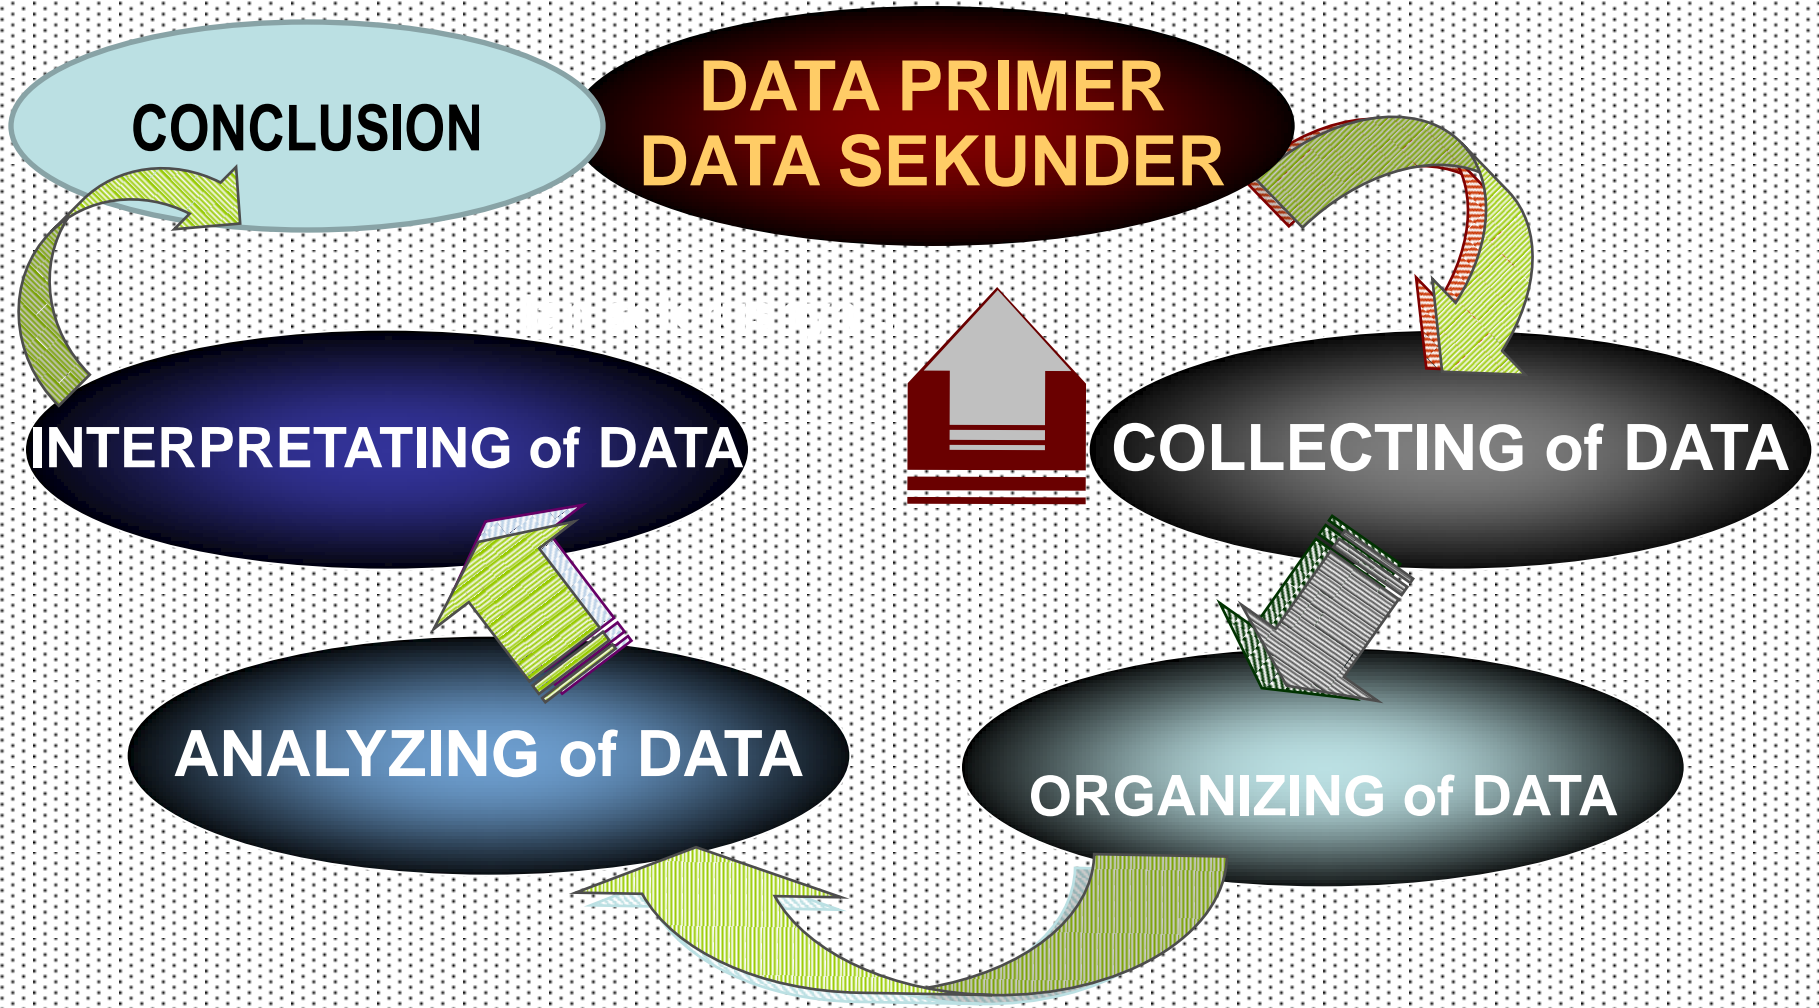 CONCLUSION
DATA PRIMER
DATA SEKUNDER
INTERPRETATING of DATA
COLLECTING of DATA
ANALYZING of DATA
ORGANIZING of DATA